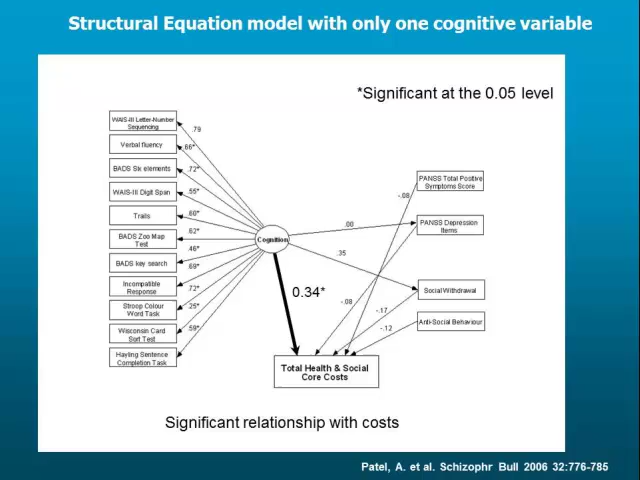 Structural Equation model with only one cognitive variable
*Significant at the 0.05 level
WAIS-III Letter-Number
Sequencing
Verbal fluency
BADS Six elements
WAIS-III Digit Span
Trails
BADS Zoo Map
Test
BADS key search
Incompatible
Response
Stroop Colour
Word Task
Wisconsin Card
Sort Test
Hayling Sentence
Completion Task
.79
.66*
.72*
.55*
.60*
.62*
.46*
.69*
.72*
.25*
.59*
Cognition
.00
.35
0.34*
-.08
-.08
-.17
-.12
PANSS Total Positive
Symptoms Score
PANSS Depression
Items
Social Withdrawal
Anti-Social Behaviour
Total Health & Social
Core Costs
Significant relationship with costs
Patel, A. et al. Schizophr Bull 2006 32:776-785